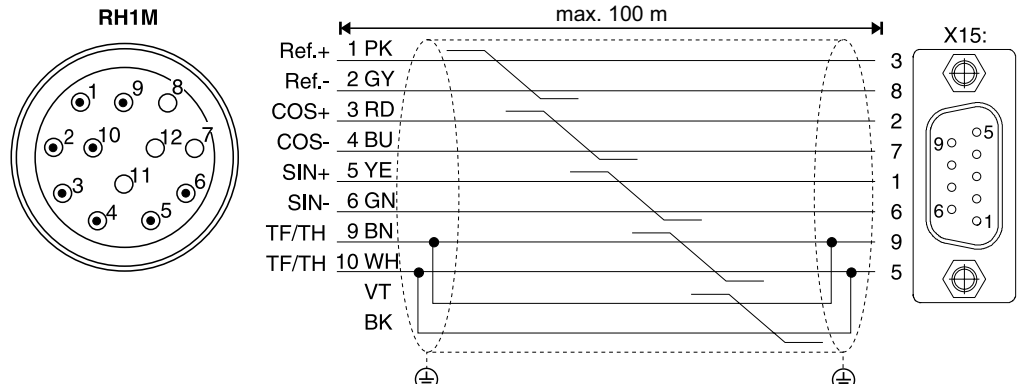 RH1M
max. 100 m
X15:
1
9
8
2
10
12
7
11
3
6
4
5
Ref.+ 1 PK 3
Ref.- 2 GY 8
COS+ 3 RD 2
COS- 4 BU 7
SIN+ 5 YE 1
SIN- 6 GN 6
TF/TH 9 BN 9
TF/TH 10 WH 5
VT
BK
5
9
6
1